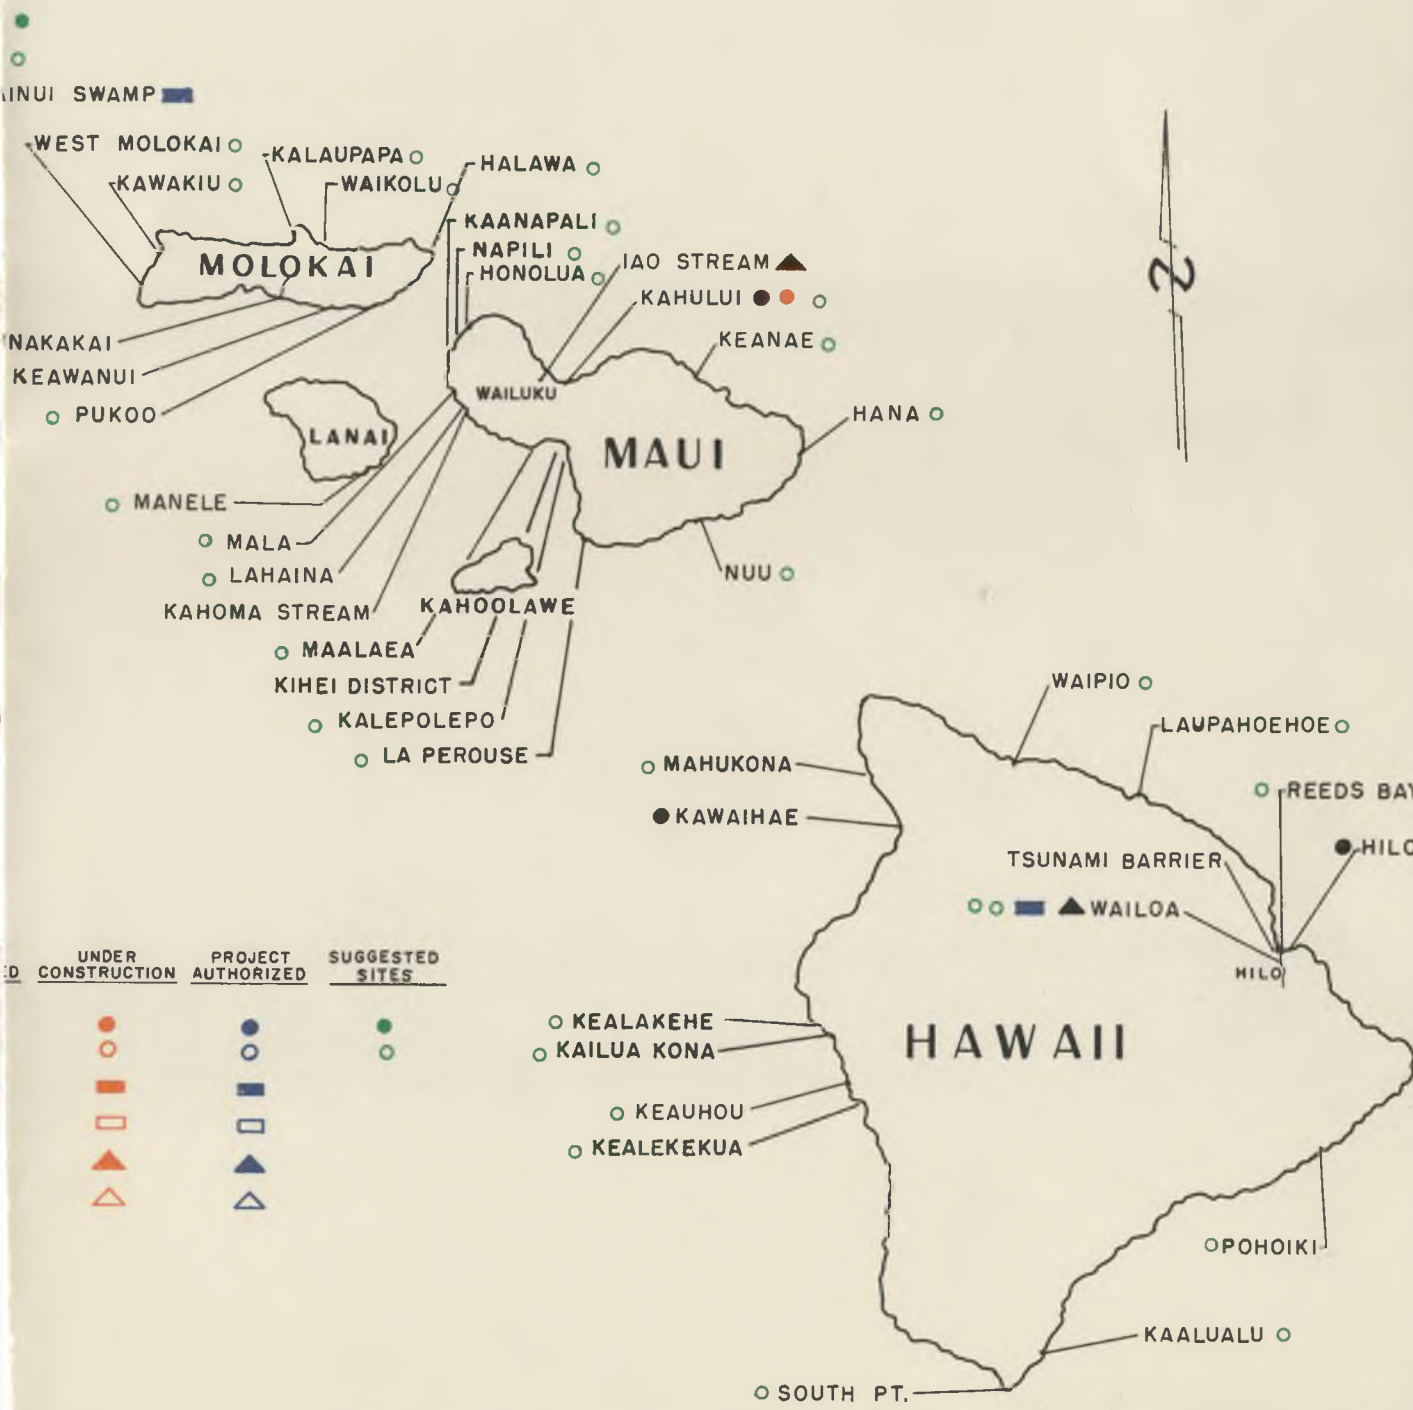 SWAMP
WEST MOLOKAI
KALAUPAPA
HALAWA
KAWAKIU
WAIKOLU
KAANAPALI
NAPILI
HONOLUA
IAO STREAM
MOLOKAI
KAHULUI
KEANAE
NAKAKAI
KEAWANUI
WAILUKU
PUKOO
HANA
LANAI
MAUI
MANELE
MALA
LAHAINA
NUU
KAHOMA STREAM
KAHOOLAWE
MAALAEA
KIHEI DISTRICT
KALEPOLEPO
LA PEROUSE
N
WAIPIO
LAUPAHOEHOE
MAHUKONA
REEDS BAY
KAWAIHAE
HILO
TSUNAMI BARRIER
WAILOA
HILO
UNDER
CONSTRUCTION
PROJECT
AUTHORIZED
SUGGESTED
SITES
KEALAKEHE
KAILUA KONA
HAWAII
KEAUHOU
KEALEKEKUA
POHOIKI
KAALUALU
SOUTH PT.